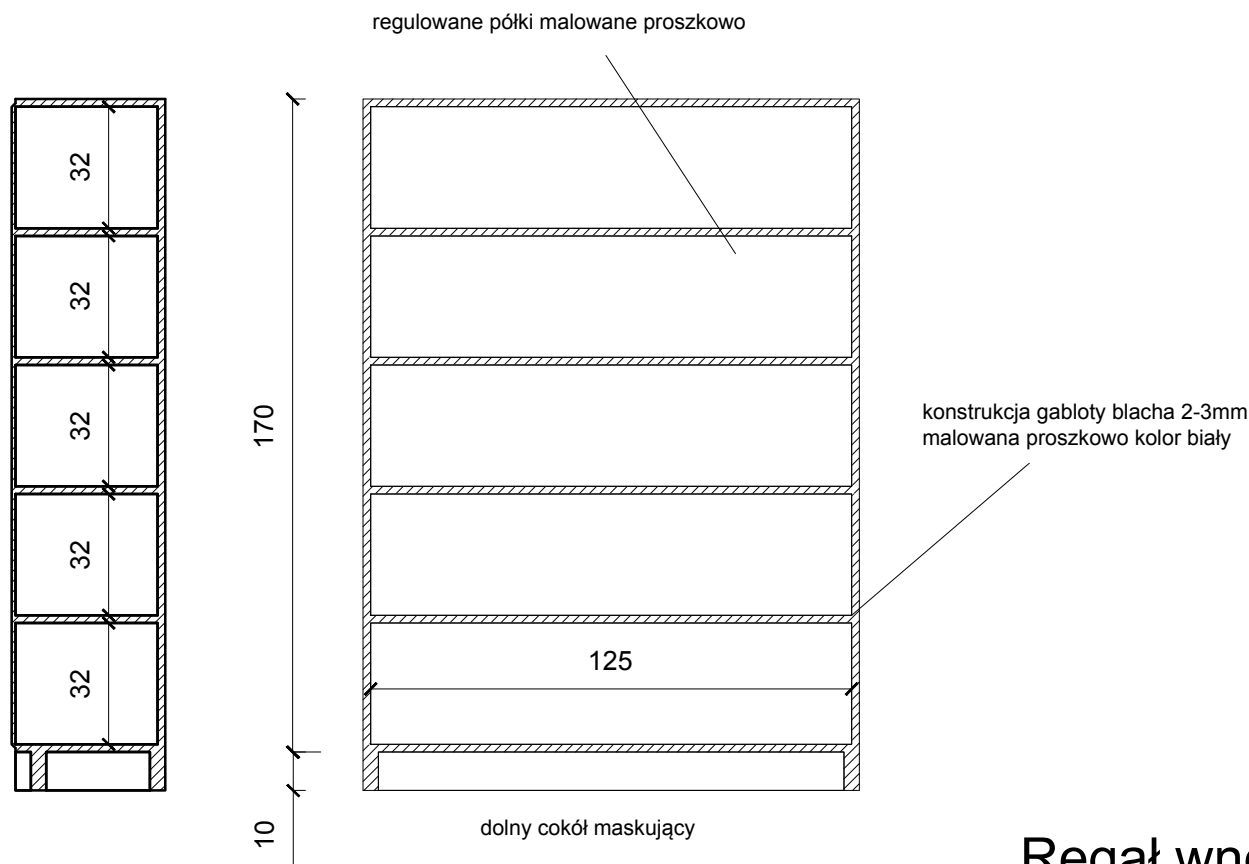 regulowane półki malowane proszkowo
32
32
32
32
32
170
konstrukcja gabloty blacha 2-3mm
malowana proszkowo kolor biały
125
10
dolny cokół maskujący
Regał